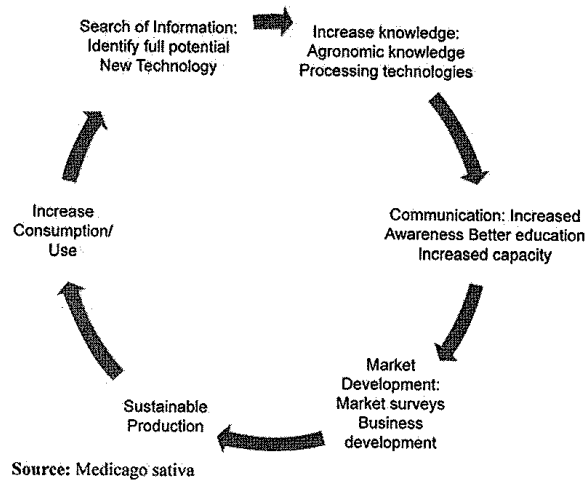 Search of Information:
Identify full potential
New Technology
Increase knowledge:
Agronomic knowledge
Processing technologies
Communication: Increased
Awareness Better education
Increased capacity
Market
Development:
Market surveys
Business
development
Sustainable
Production
Increase
Consumption/
Use
Source: Medicago sativa